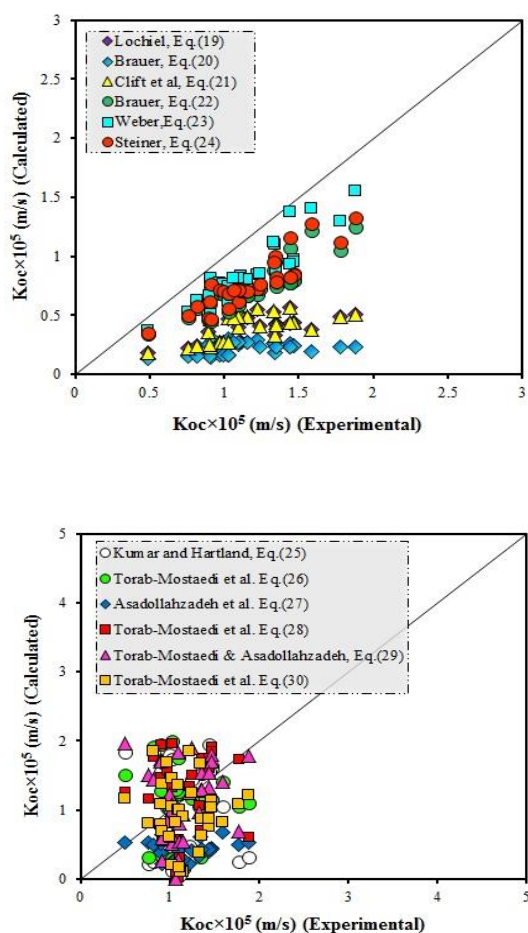 3
2.5
2
1.5
1
0.5
0
0
0.5
1
1.5
2
2.5
3
Koc×10⁵ (m/s) (Calculated)
Lochiel, Eq.(19)
Brauer, Eq.(20)
Clift et al, Eq.(21)
Brauer, Eq.(22)
Weber,Eq.(23)
Steiner, Eq.(24)
Koc×10⁵ (m/s) (Experimental)
5
4
3
2
1
0
0
1
2
3
4
5
Koc×10⁵ (m/s) (Calculated)
Kumar and Hartland, Eq.(25)
Torab-Mostaedi et al. Eq.(26)
Asadollahzadeh et al. Eq.(27)
Torab-Mostaedi et al. Eq.(28)
Torab-Mostaedi & Asadollahzadeh, Eq.(29)
Torab-Mostaedi et al. Eq.(30)
Koc×10⁵ (m/s) (Experimental)